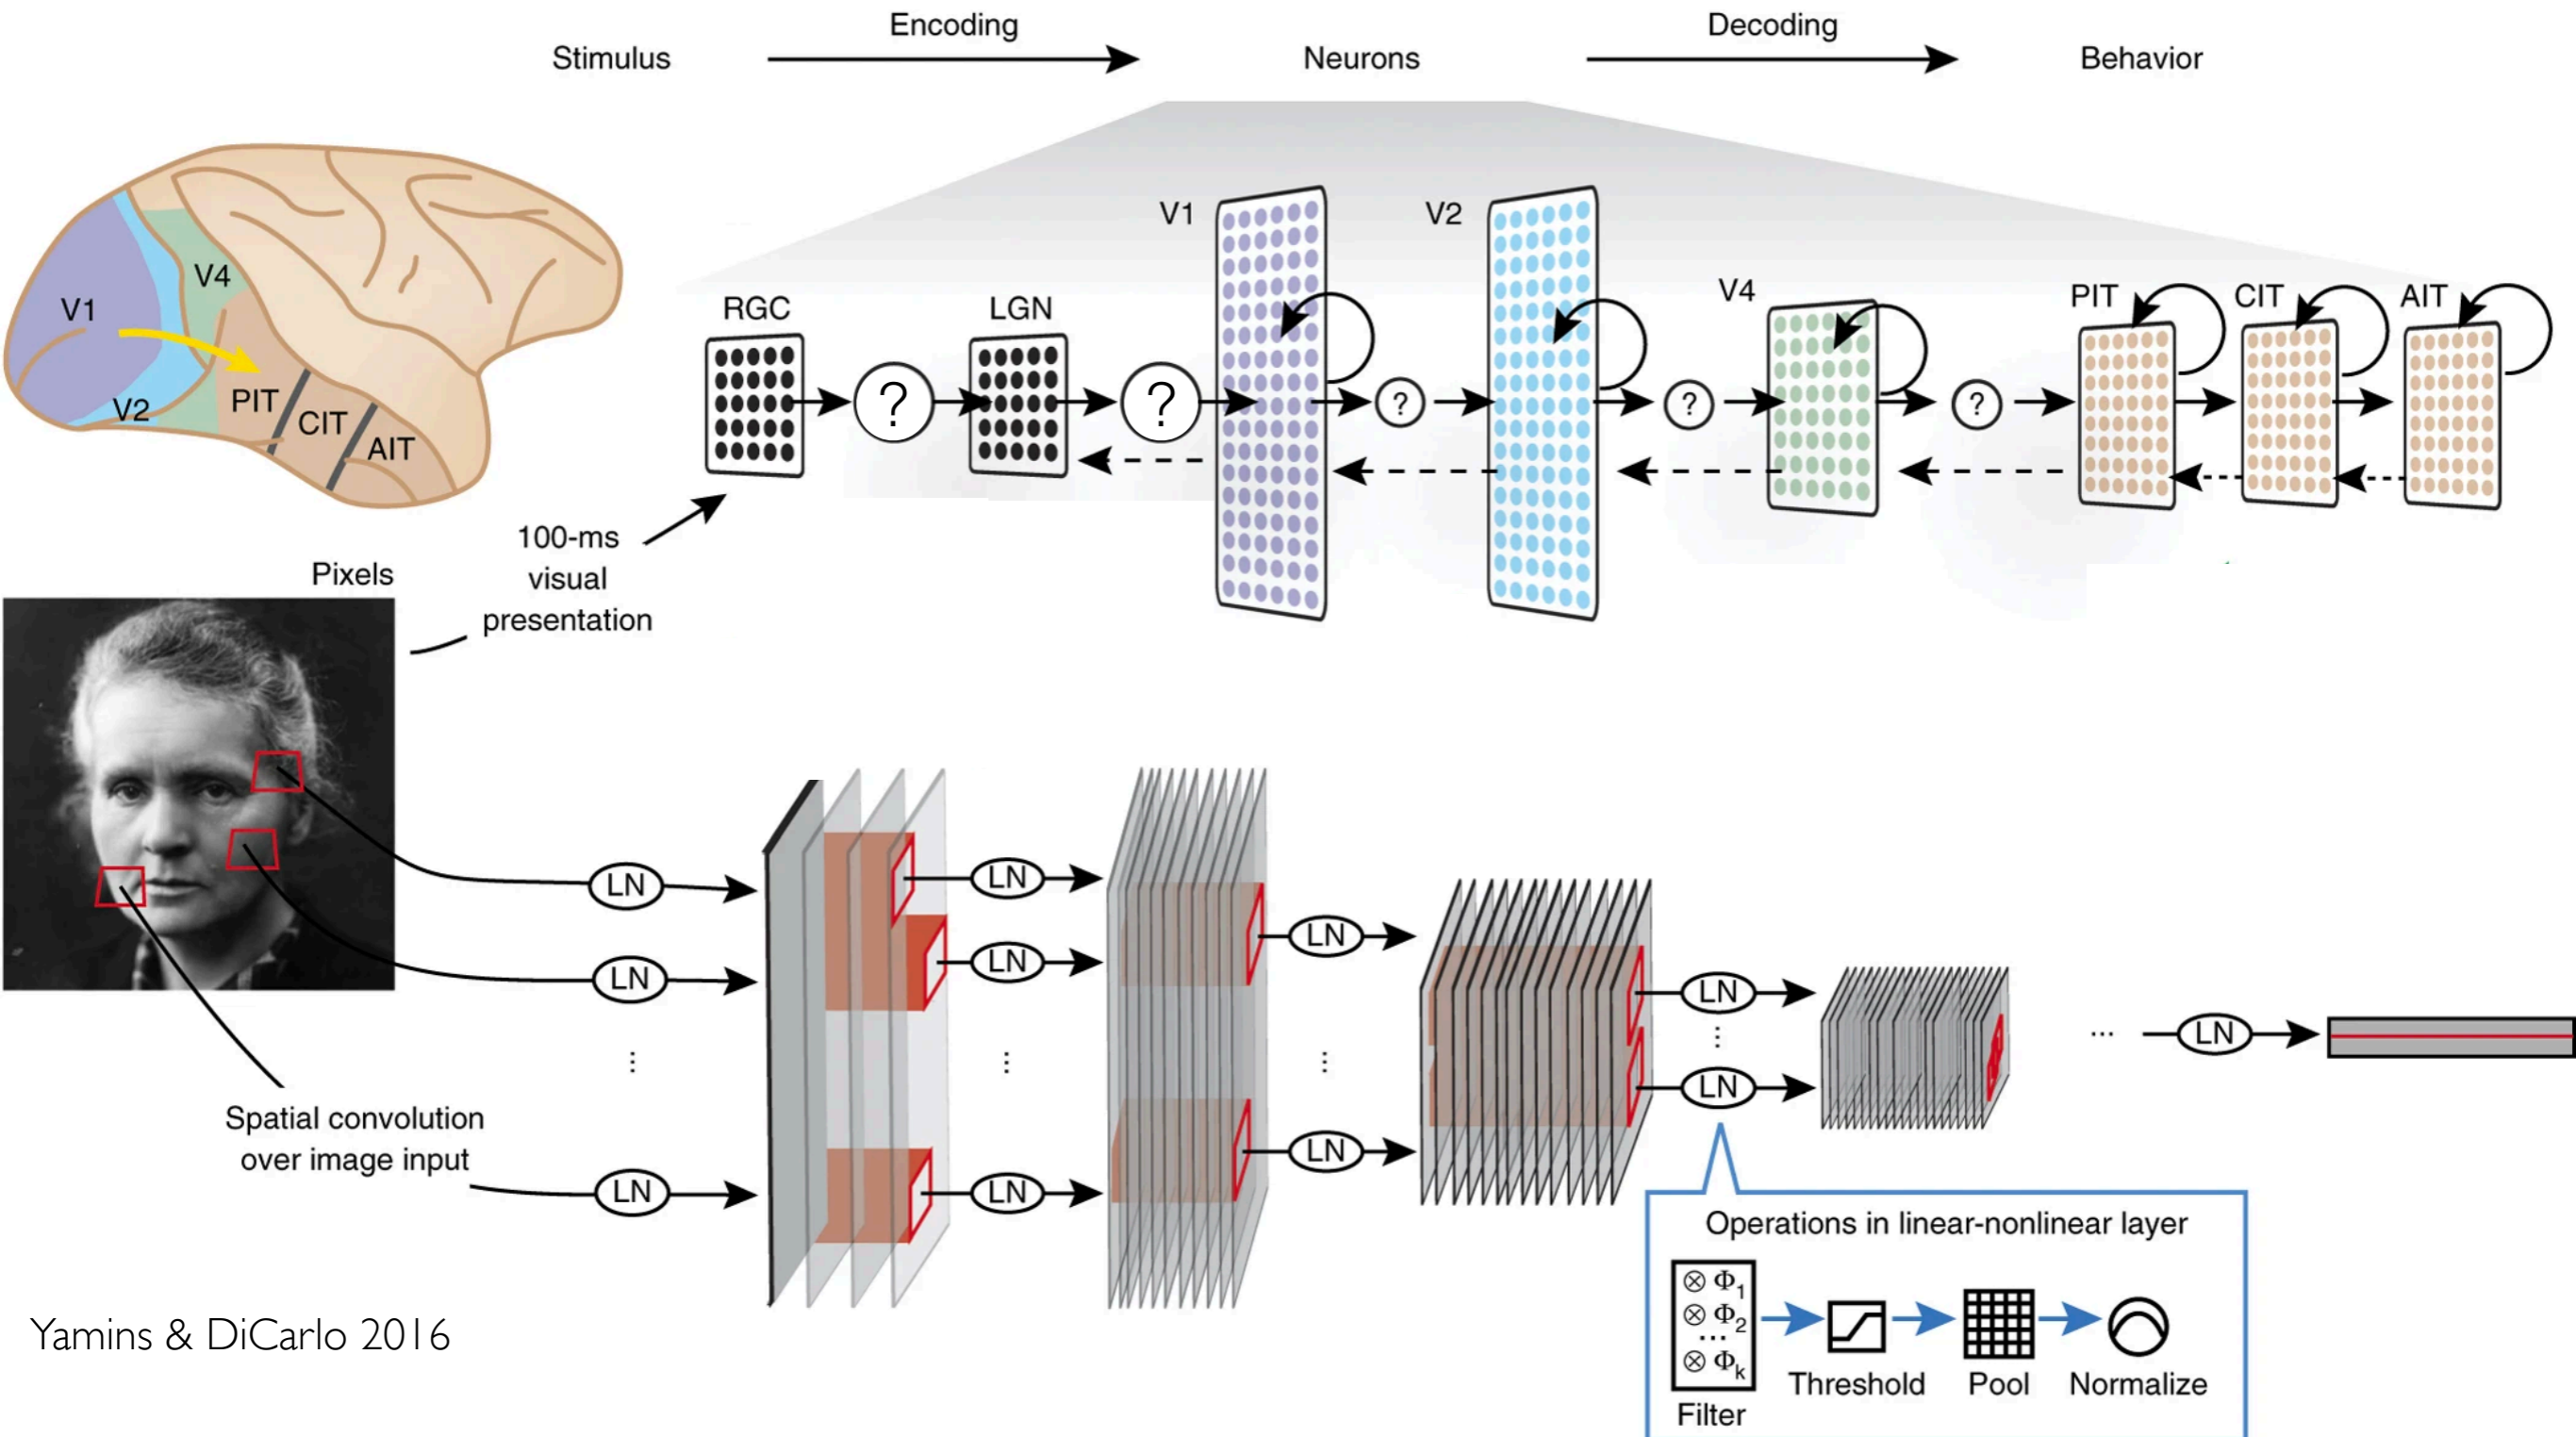 Encoding
Decoding
Stimulus
Neurons
Behavior
V1
V2
V4
PIT
CIT
AIT
RGC
LGN
V1
V2
V4
PIT
CIT
AIT
?
?
?
?
?
100-ms
visual
presentation
Pixels
LN
LN
⋮
LN
LN
LN
⋮
LN
LN
⋮
LN
LN
⋮
LN
...
LN
Spatial convolution
over image input
Operations in linear-nonlinear layer
⊗ Φ1
⊗ Φ2
...
⊗ Φk
Filter
Threshold
Pool
Normalize
Yamins & DiCarlo 2016